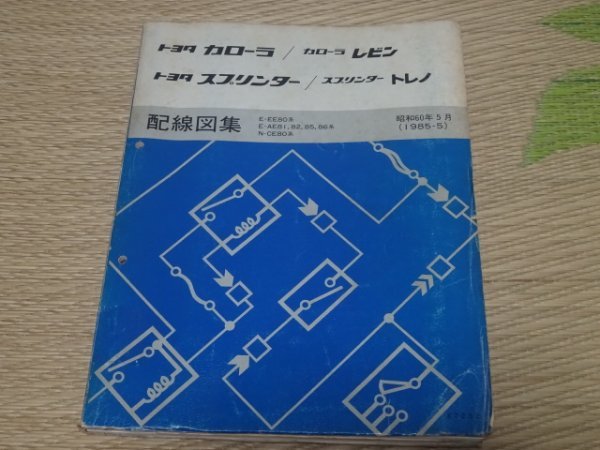 トヨタ カローラ / カローラ レビン
トヨタ スプリンター / スプリンター トレノ
配線図集
E-EE80系
E-AE81, 82, 85, 86系
N-CE80系
昭和60年5月
(1985-5)